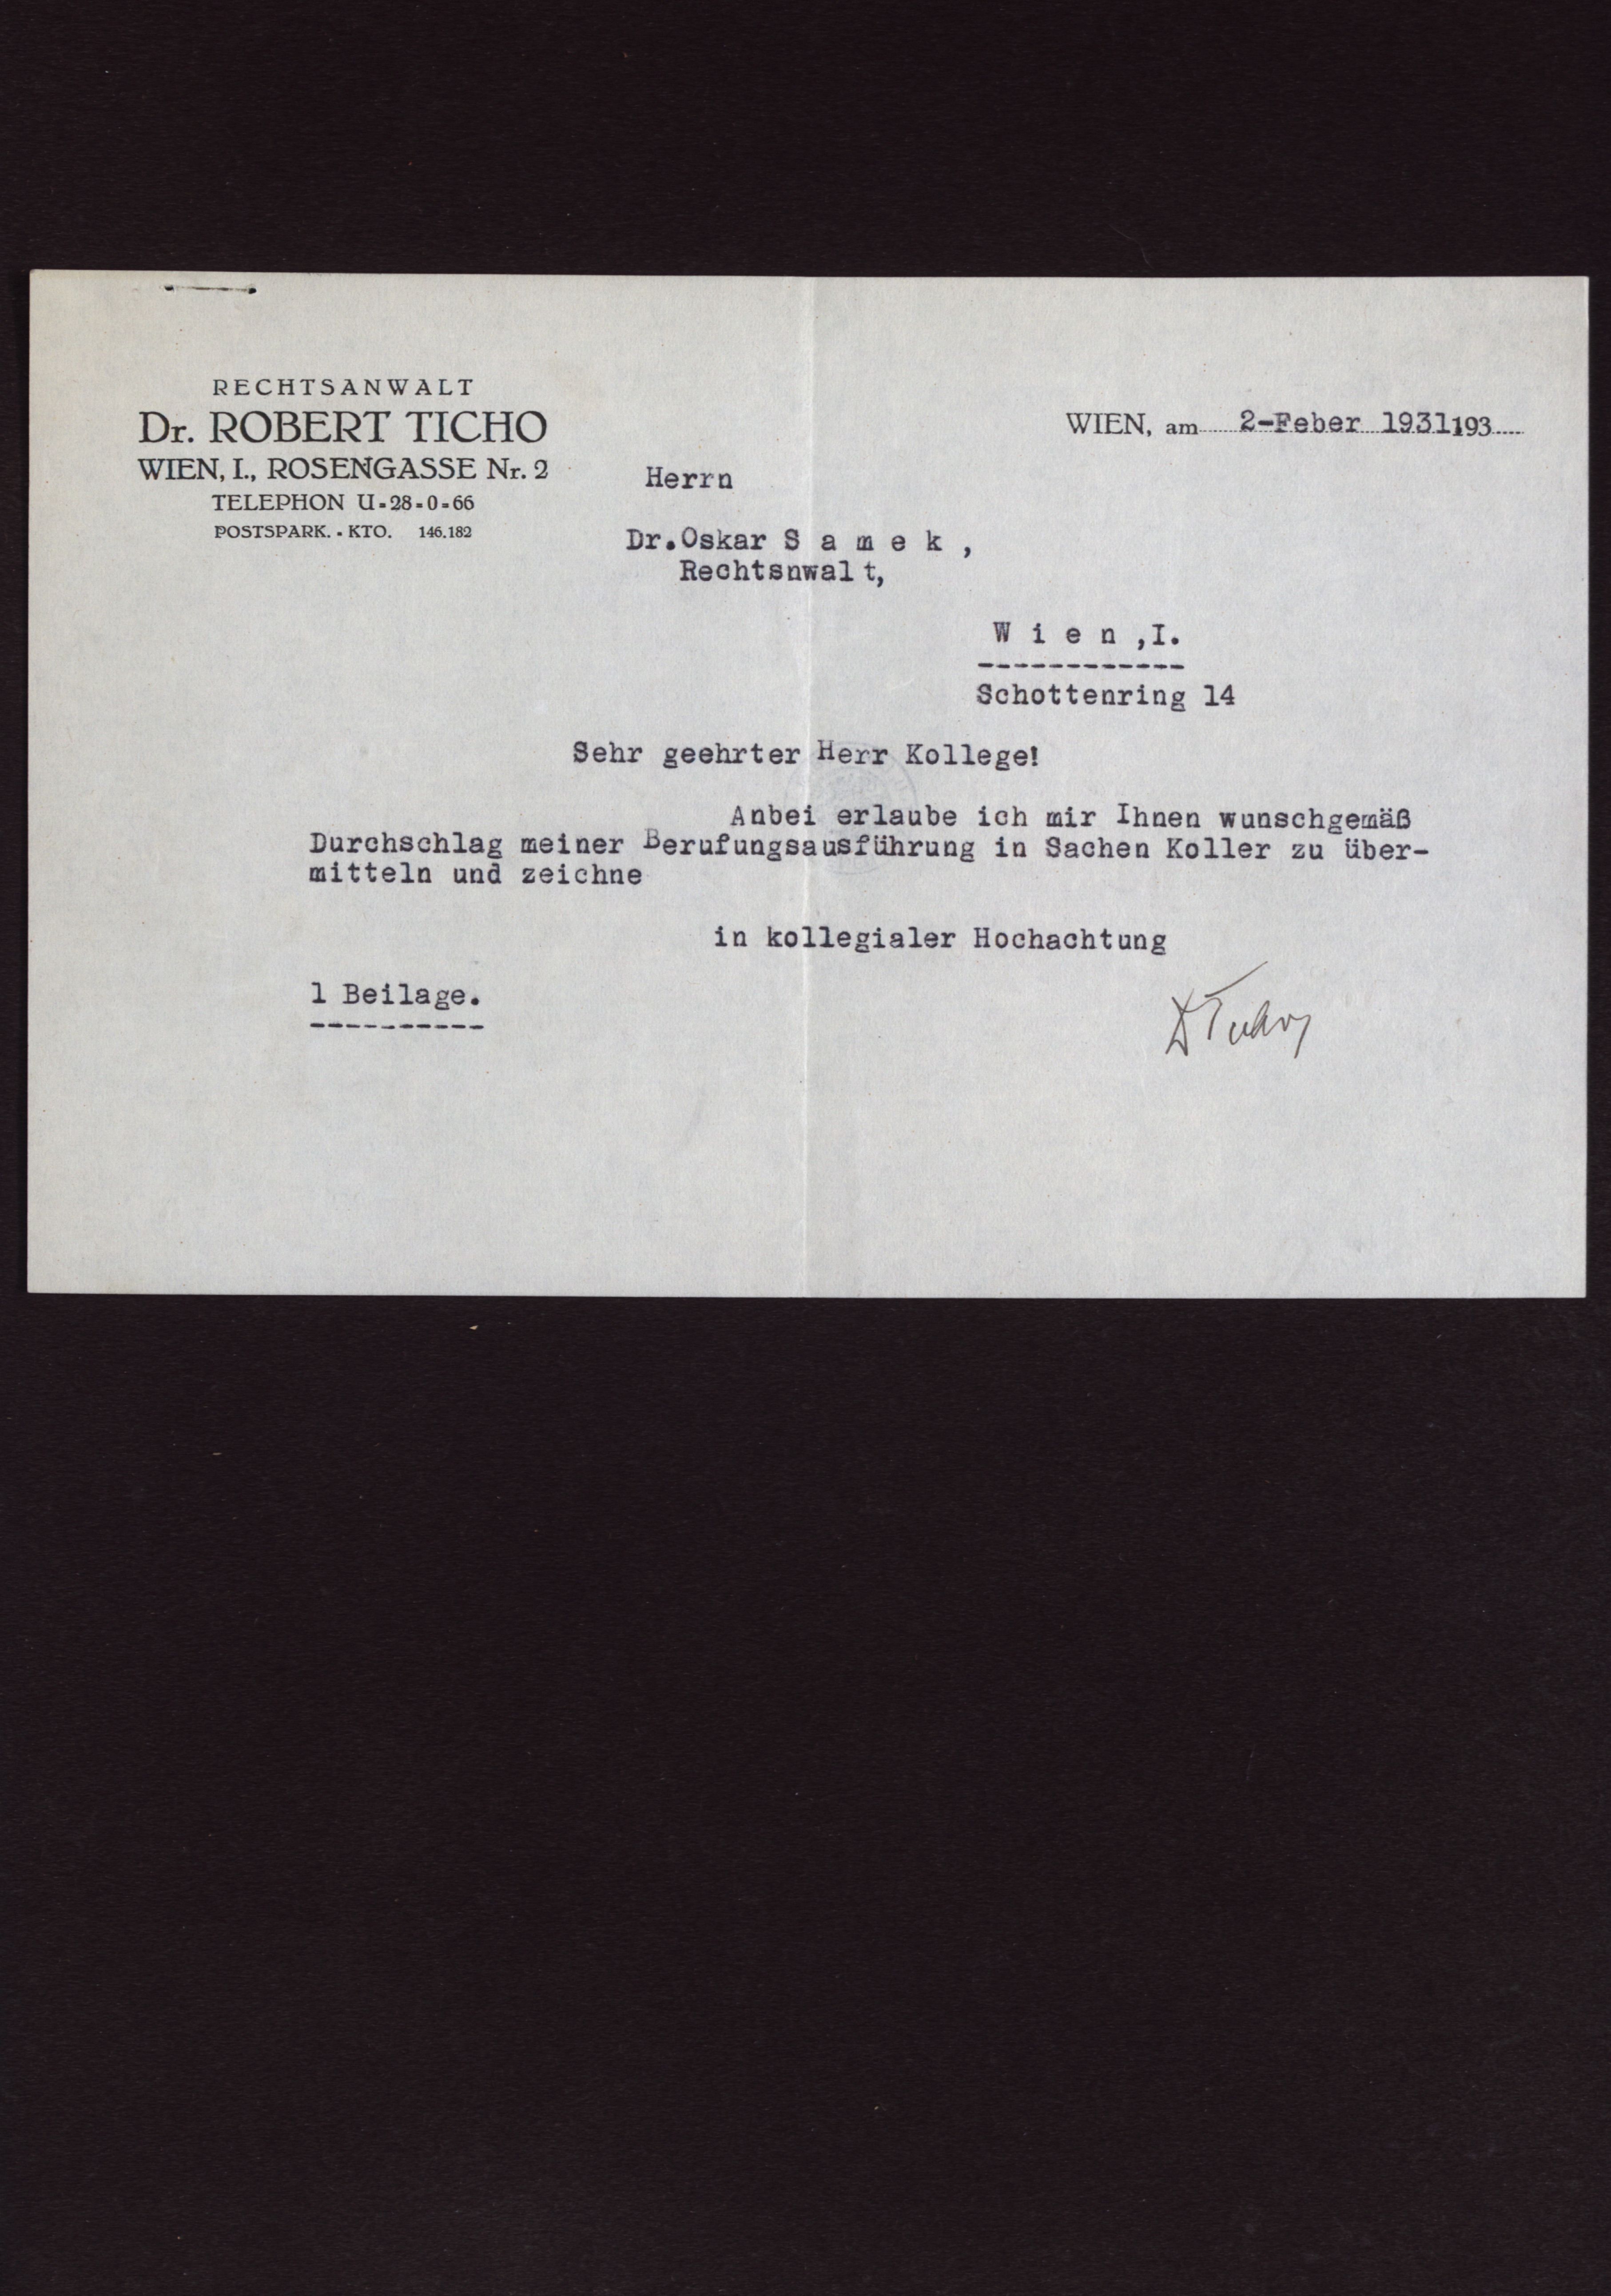 RECHTSANWALT
Dr. ROBERT TICHO
WIEN, I., ROSENGASSE Nr. 2
TELEPHON U-28-0-66
POSTSPARK.-KTO. 146.182
WIEN, am 2-Feber 1931193
Herrn
Dr.Oskar S a m e k ,
Rechtsnwalt,
W i e n ,I.
Schottenring 14
Sehr geehrter Herr Kollege!
Anbei erlaube ich mir Ihnen wunschgemäß
Durchschlag meiner Berufungsausführung in Sachen Koller zu über-
mitteln und zeichne
in kollegialer Hochachtung
1 Beilage.
DrTicho